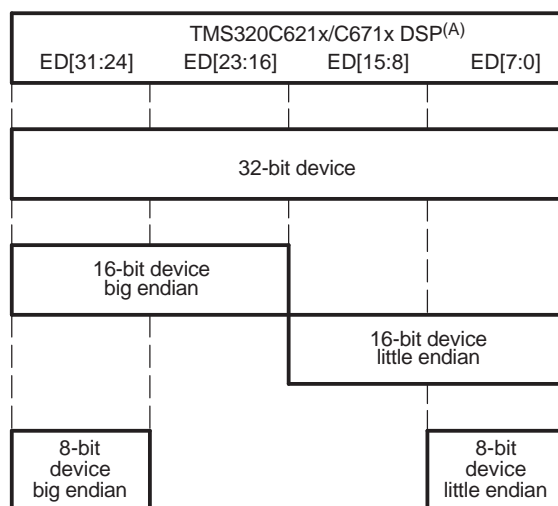 TMS320C621x/C671x DSP(A)
ED[31:24] ED[23:16] ED[15:8] ED[7:0]
32-bit device
16-bit device
big endian
16-bit device
little endian
8-bit
device
big endian
8-bit
device
little endian